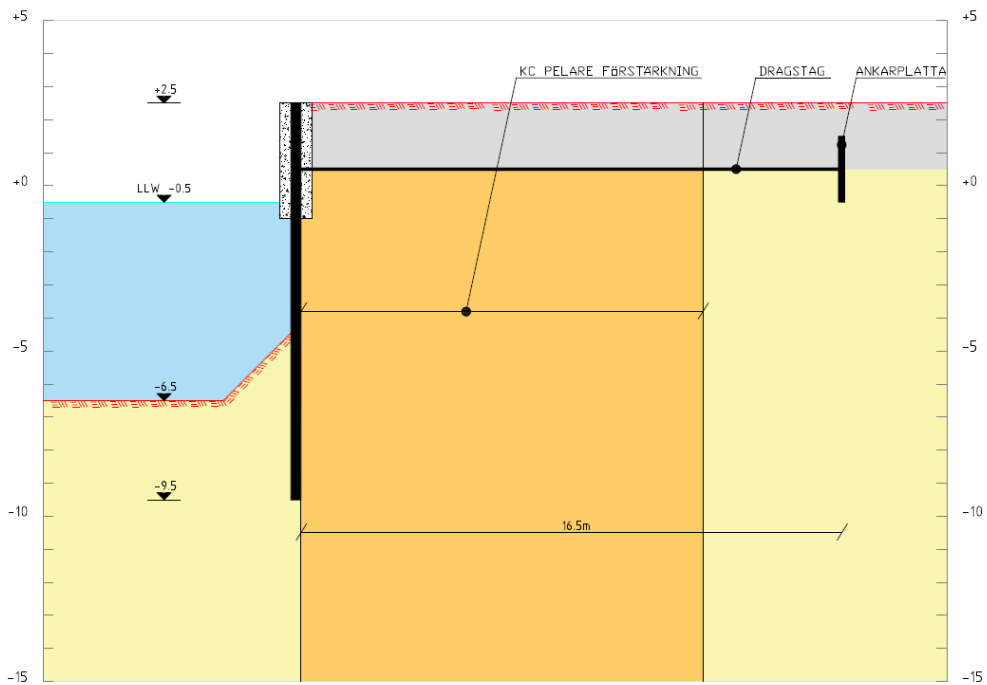 +5
+5
KC PELARE FÖRSTÄRKNING
DRAGSTAG
ANKARPLATTA
+2.5
+0
+0
LLW -0.5
-5
-5
-6.5
-9.5
-10
-10
16.5m
-15
-15